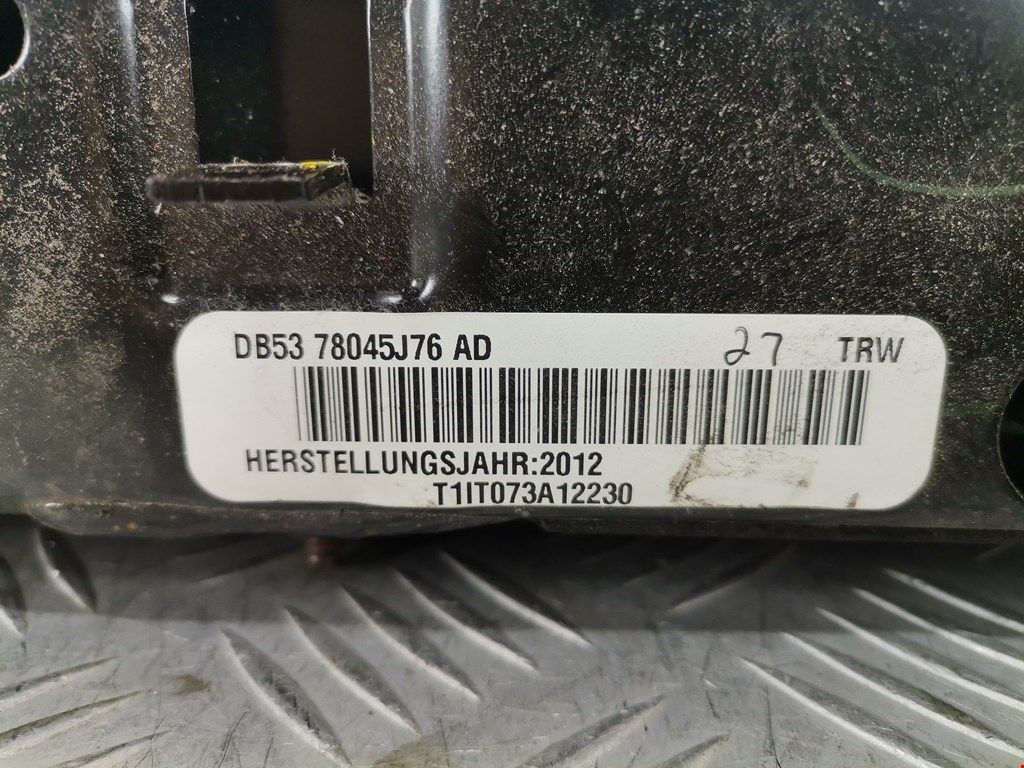 DB53 78045J76 AD 27 TRW
HERSTELLUNGSJAHR:2012
T1IT073A12230